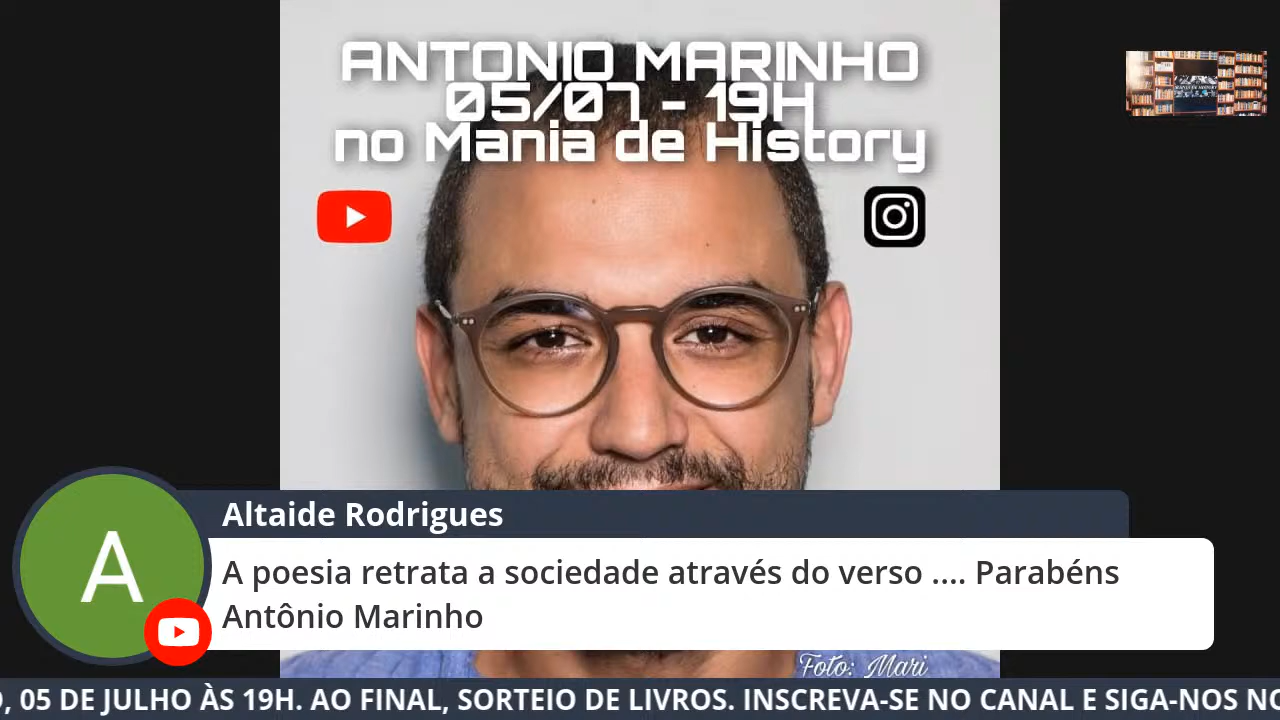 ANTONIO MARINHO
05/07 - 19H
no Mania de History
Altaide Rodrigues
A poesia retrata a sociedade através do verso .... Parabéns
Antônio Marinho
A
Foto: Mari
, 05 DE JULHO ÀS 19H. AO FINAL, SORTEIO DE LIVROS. INSCREVA-SE NO CANAL E SIGA-NOS NO